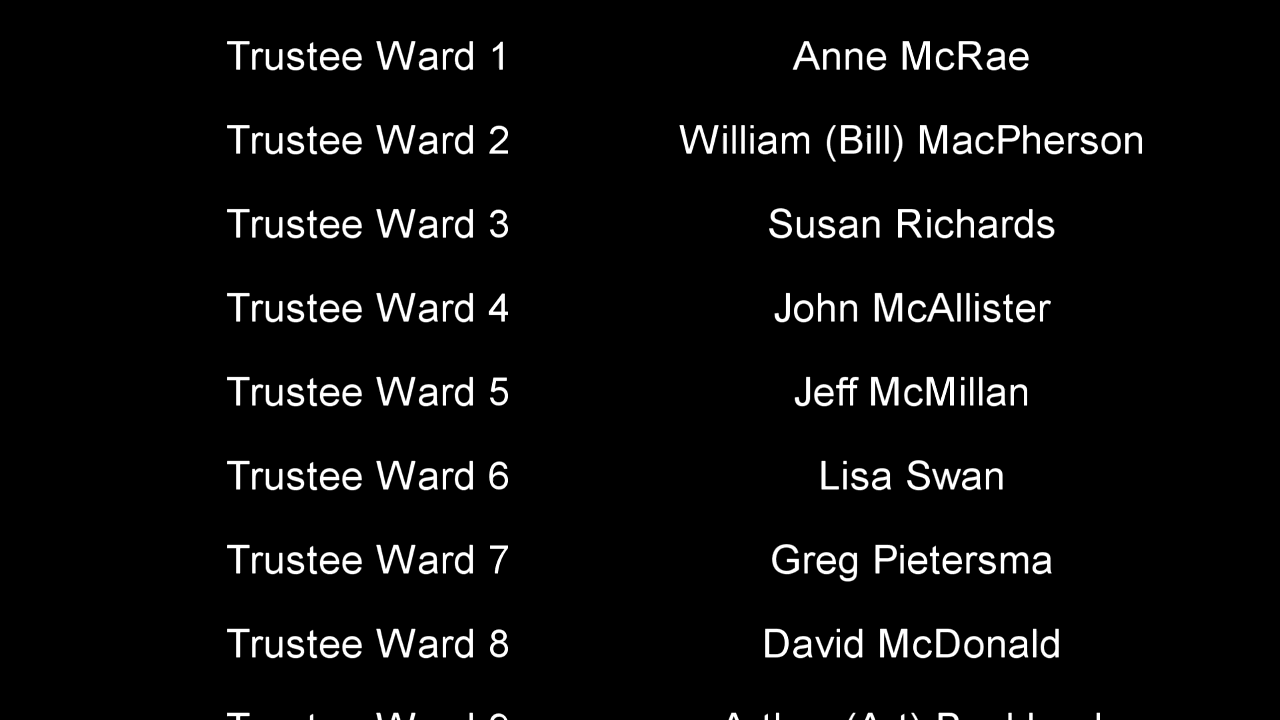 Trustee Ward 1 Anne McRae
Trustee Ward 2 William (Bill) MacPherson
Trustee Ward 3 Susan Richards
Trustee Ward 4 John McAllister
Trustee Ward 5 Jeff McMillan
Trustee Ward 6 Lisa Swan
Trustee Ward 7 Greg Pietersma
Trustee Ward 8 David McDonald
Trustee Ward